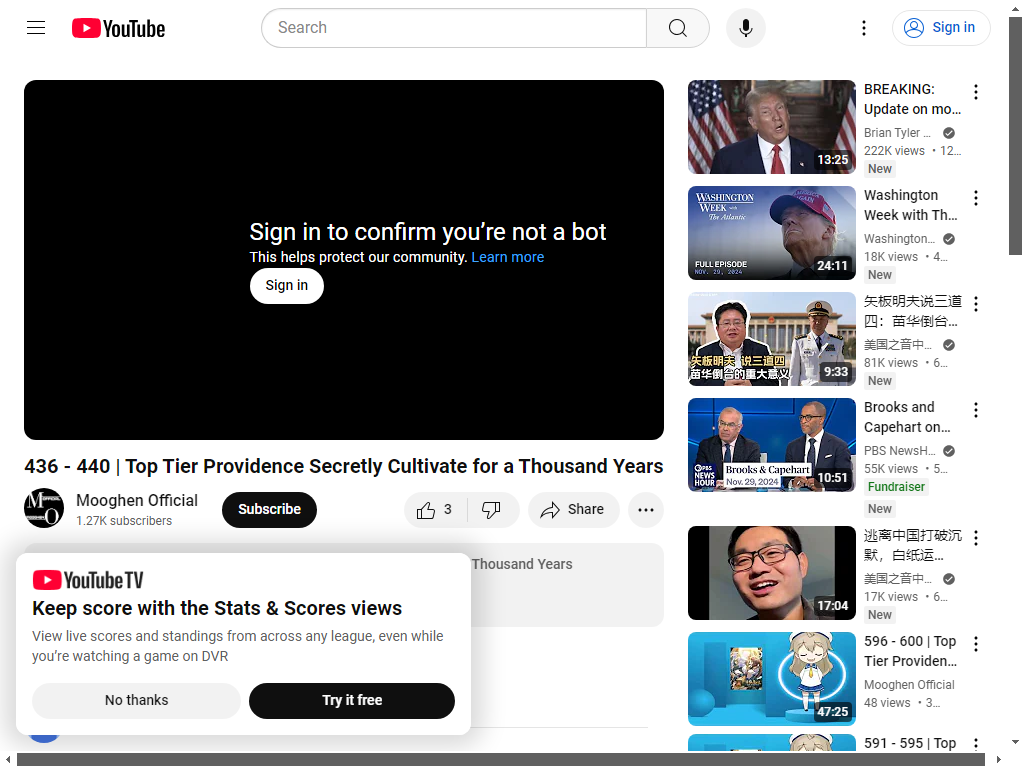 YouTube
Search
Sign in
Sign in to confirm you’re not a bot
This helps protect our community. Learn more
Sign in
436 - 440 | Top Tier Providence Secretly Cultivate for a Thousand Years
Mooghen Official
1.27K subscribers
Subscribe
3
Share
Thousand Years
YouTube TV
Keep score with the Stats & Scores views
View live scores and standings from across any league, even while
you’re watching a game on DVR
No thanks
Try it free
13:25
BREAKING:
Update on mo…
Brian Tyler …
222K views • 12…
New
WASHINGTON
WEEK with
The Atlantic
FULL EPISODE
NOV. 29, 2024
24:11
Washington
Week with Th…
Washington…
18K views • 4…
New
矢板明夫 说三道四
苗华倒台的重大意义
9:33
矢板明夫说三道
四：苗华倒台…
美国之音中…
81K views • 6…
New
PBS
NEWS
HOUR
Brooks & Capehart
Nov. 29, 2024
10:51
Brooks and
Capehart on…
PBS NewsH…
55K views • 5…
Fundraiser
New
17:04
逃离中国打破沉
默，白纸运…
美国之音中…
17K views • 6…
New
47:25
596 - 600 | Top
Tier Providen…
Mooghen Official
48 views • 3…
591 - 595 | Top